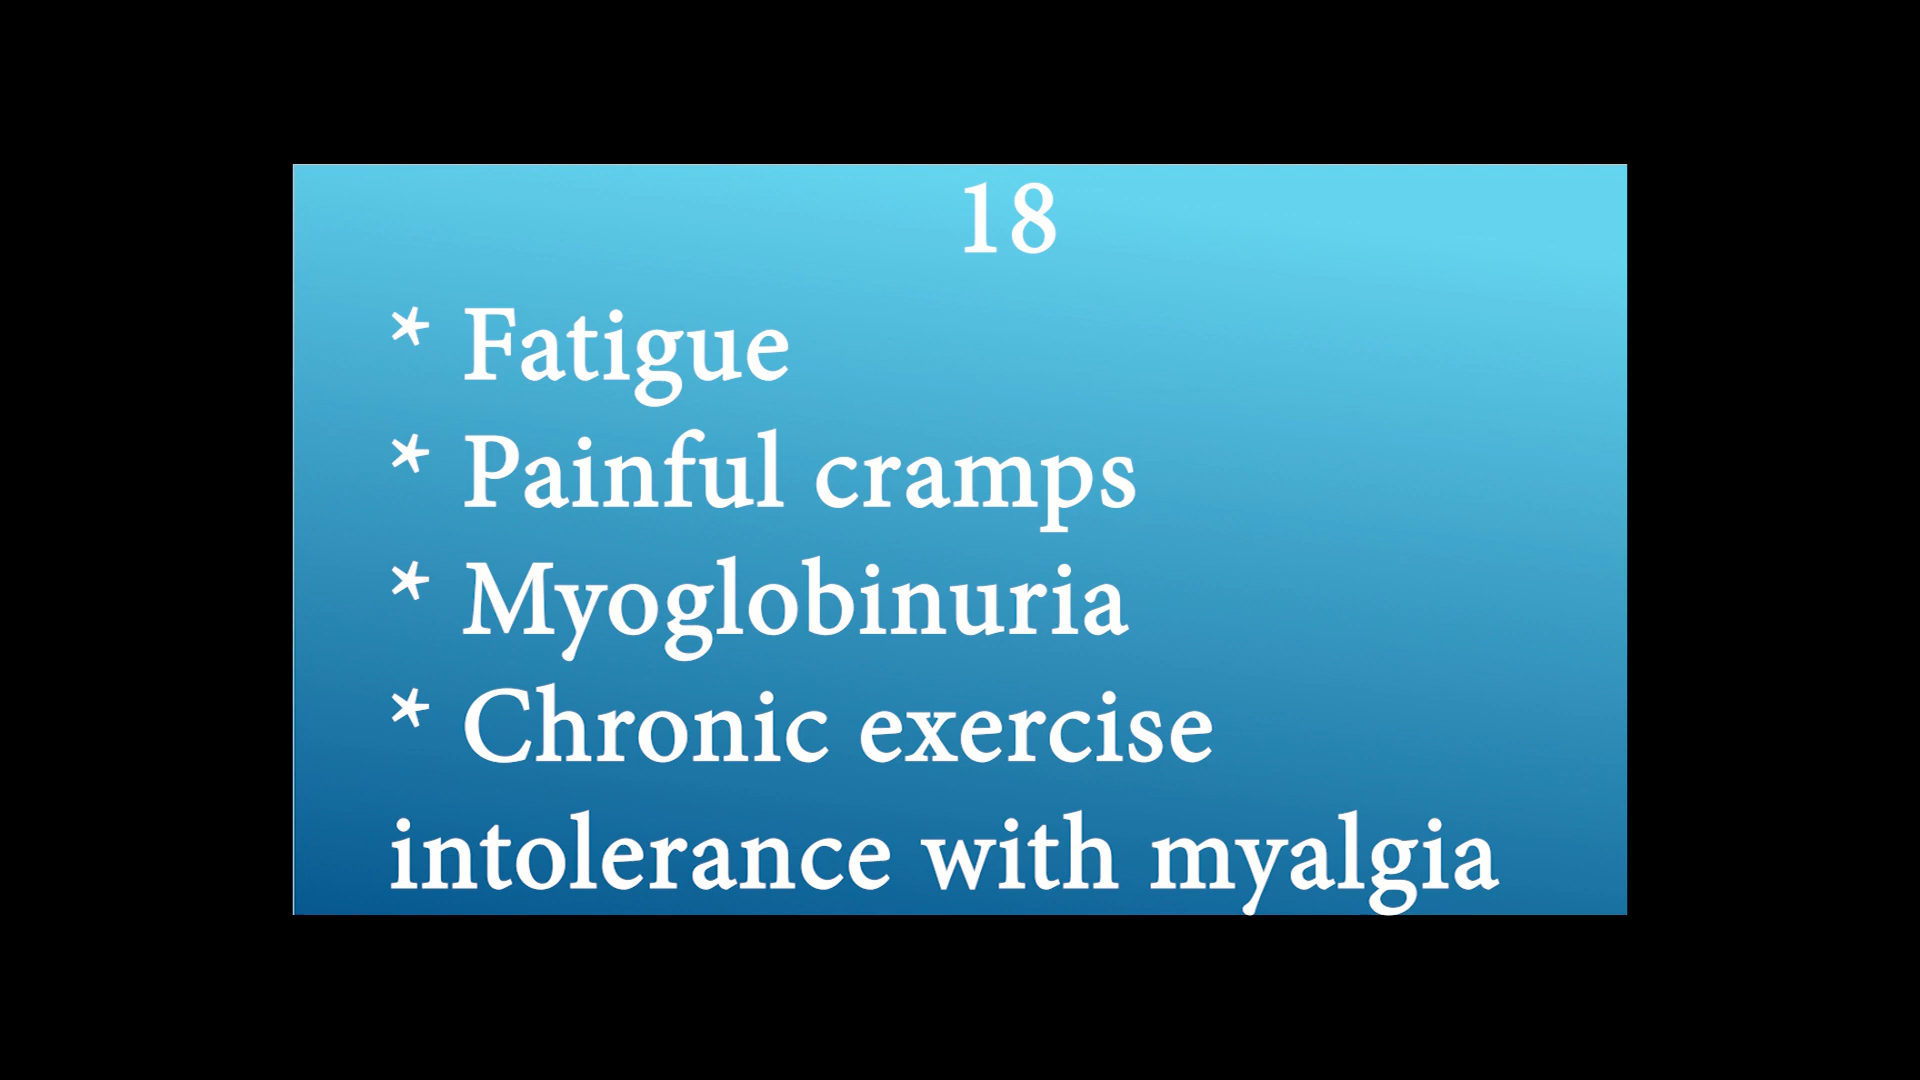 18
* Fatigue
* Painful cramps
* Myoglobinuria
* Chronic exercise
intolerance with myalgia